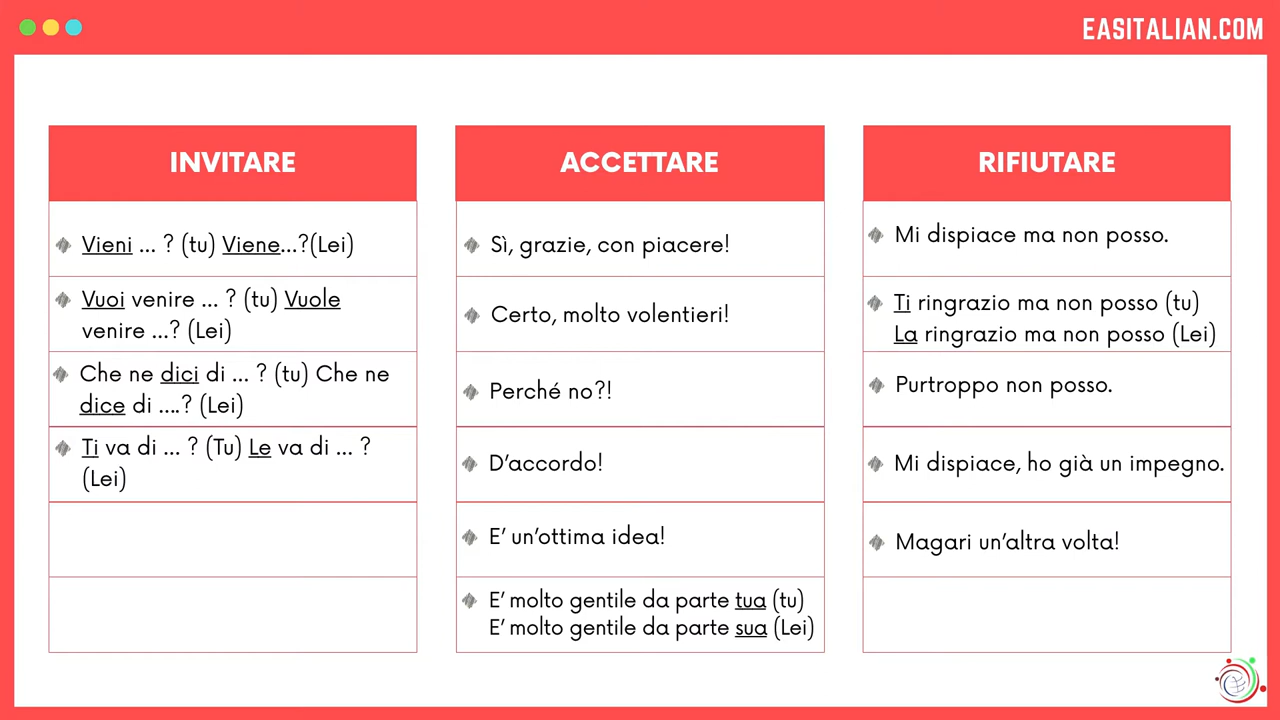 EASITALIAN.COM
INVITARE
Vieni ... ? (tu) Viene...?(Lei)
Vuoi venire ... ? (tu) Vuole
venire ...? (Lei)
Che ne dici di ... ? (tu) Che ne
dice di ....? (Lei)
Ti va di ... ? (Tu) Le va di ... ?
(Lei)
ACCETTARE
Sì, grazie, con piacere!
Certo, molto volentieri!
Perché no?!
D'accordo!
E' un'ottima idea!
E' molto gentile da parte tua (tu)
E' molto gentile da parte sua (Lei)
RIFIUTARE
Mi dispiace ma non posso.
Ti ringrazio ma non posso (tu)
La ringrazio ma non posso (Lei)
Purtroppo non posso.
Mi dispiace, ho già un impegno.
Magari un'altra volta!